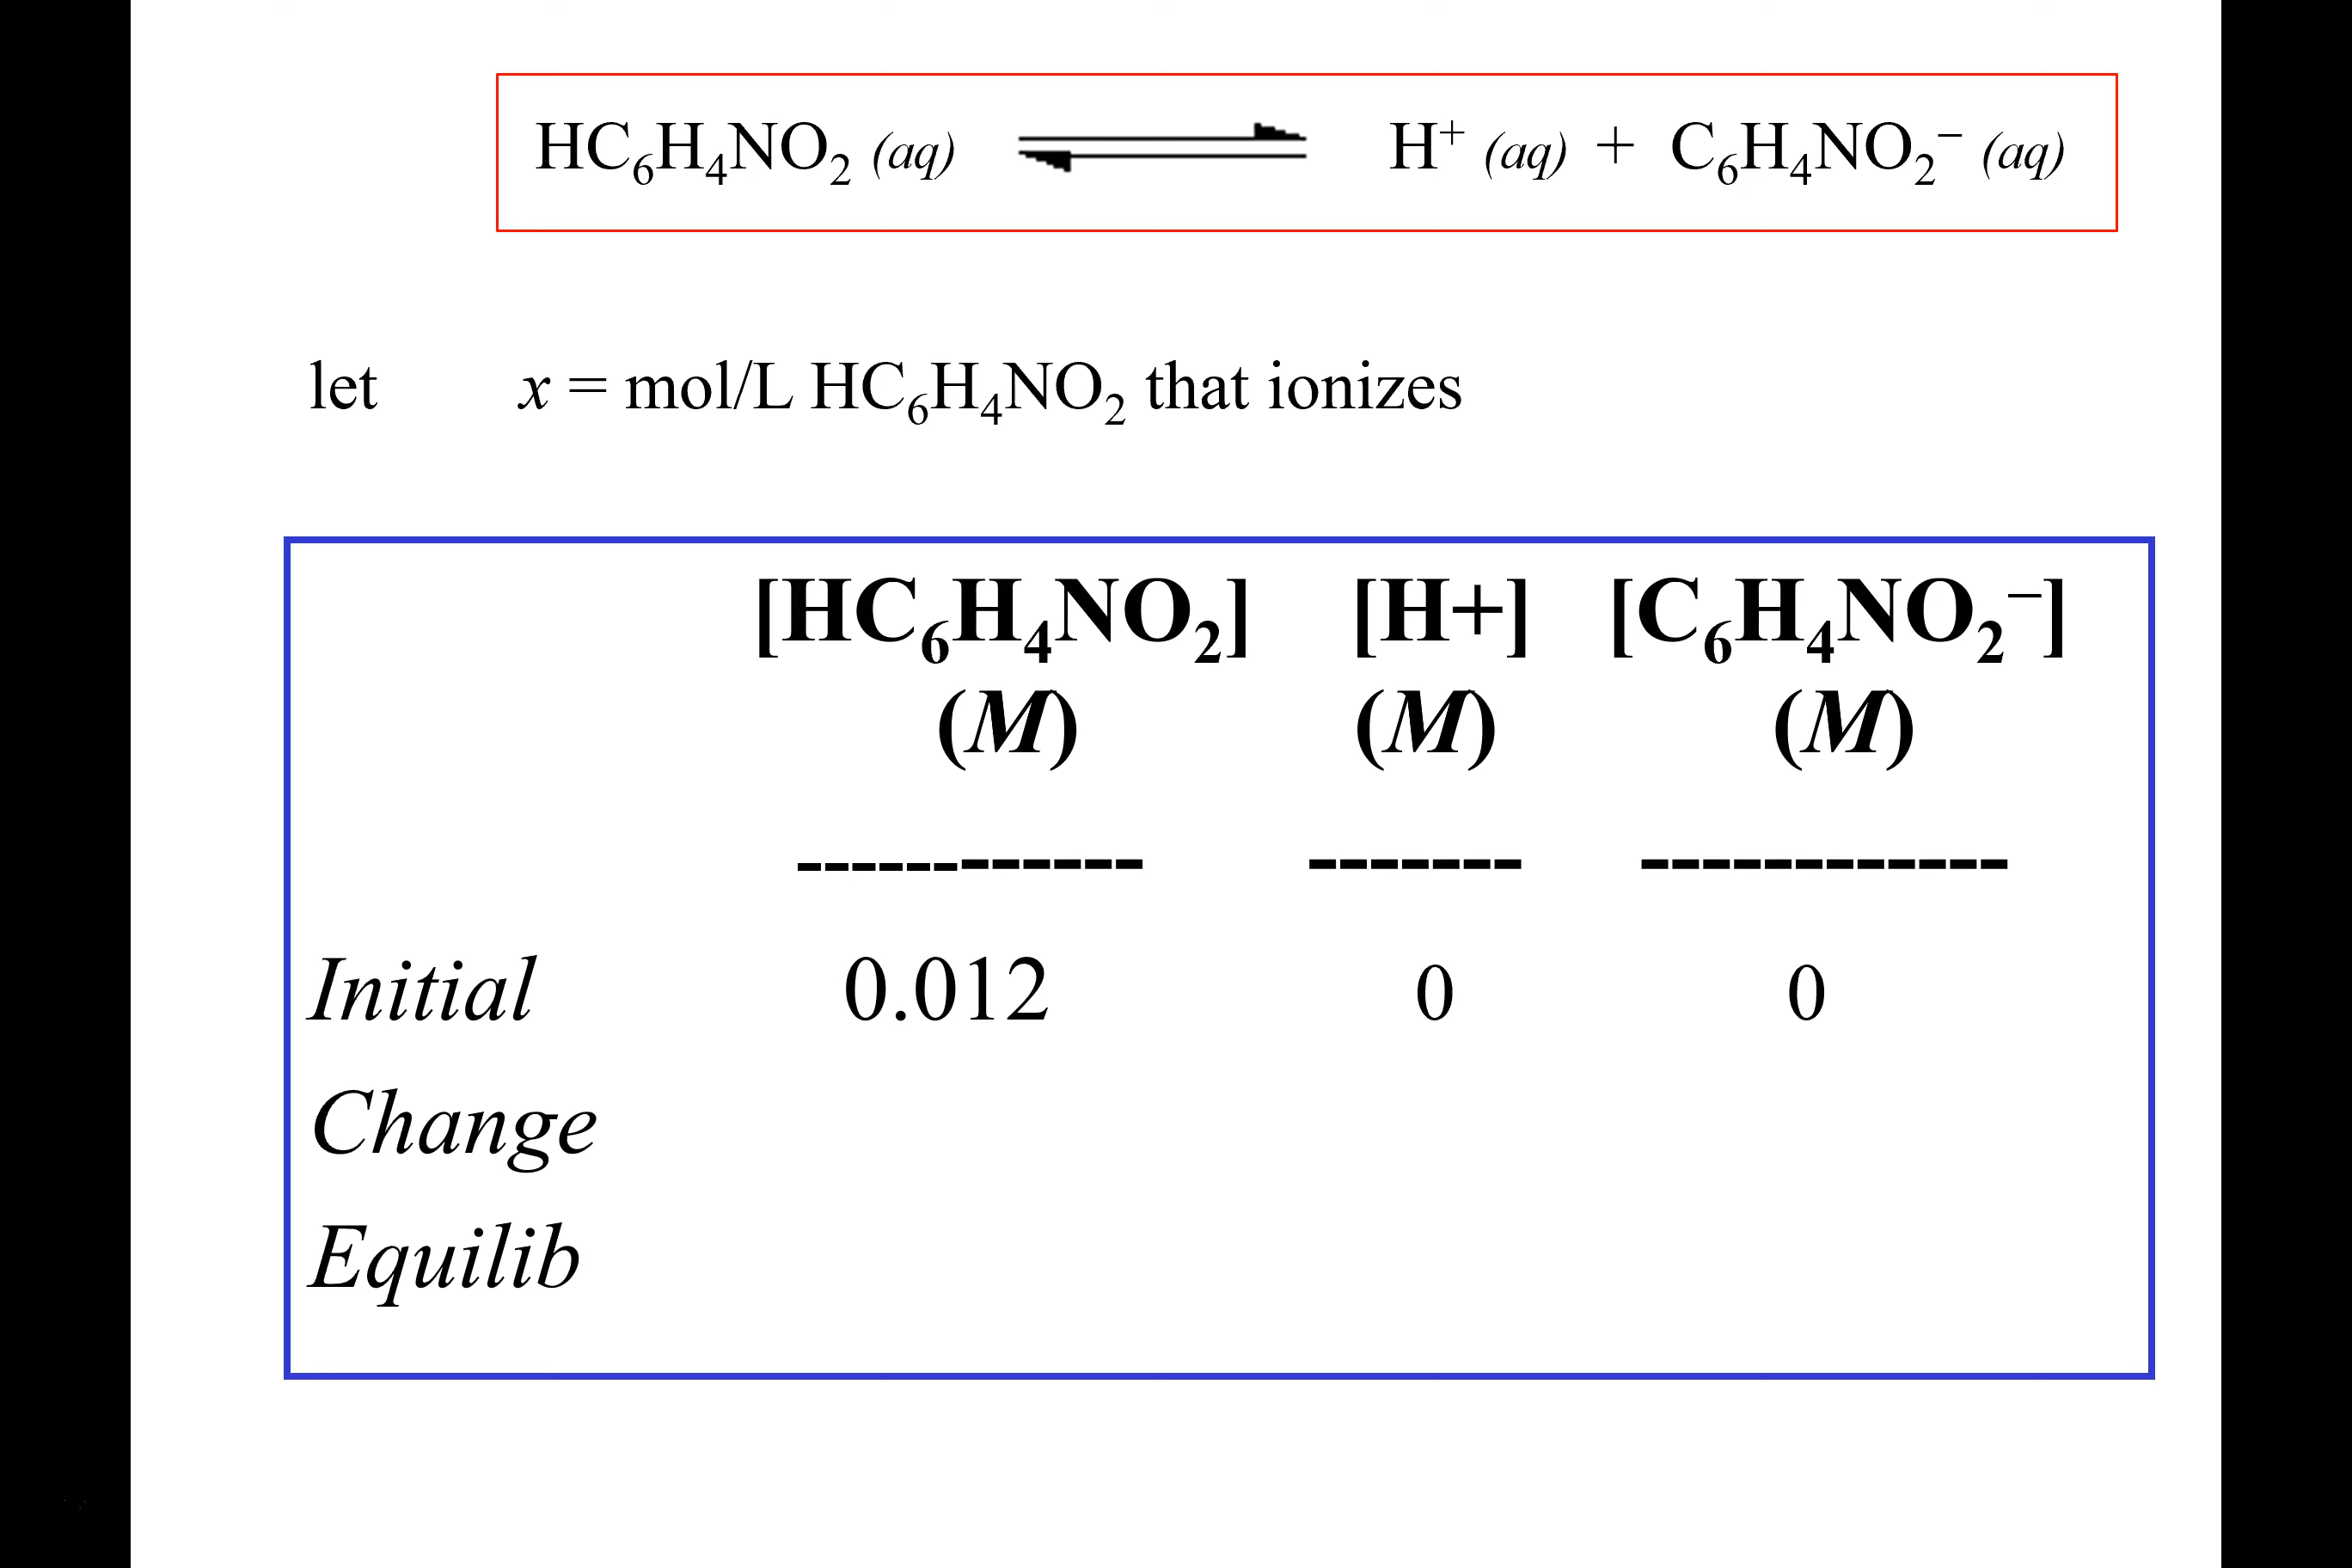 HC₆H₄NO₂ (aq) ⇌ H⁺ (aq) + C₆H₄NO₂⁻ (aq)
let x = mol/L HC₆H₄NO₂ that ionizes
[HC₆H₄NO₂] [H+] [C₆H₄NO₂⁻]
(M) (M) (M)
------------ ------- ------------
Initial 0.012 0 0
Change
Equilib